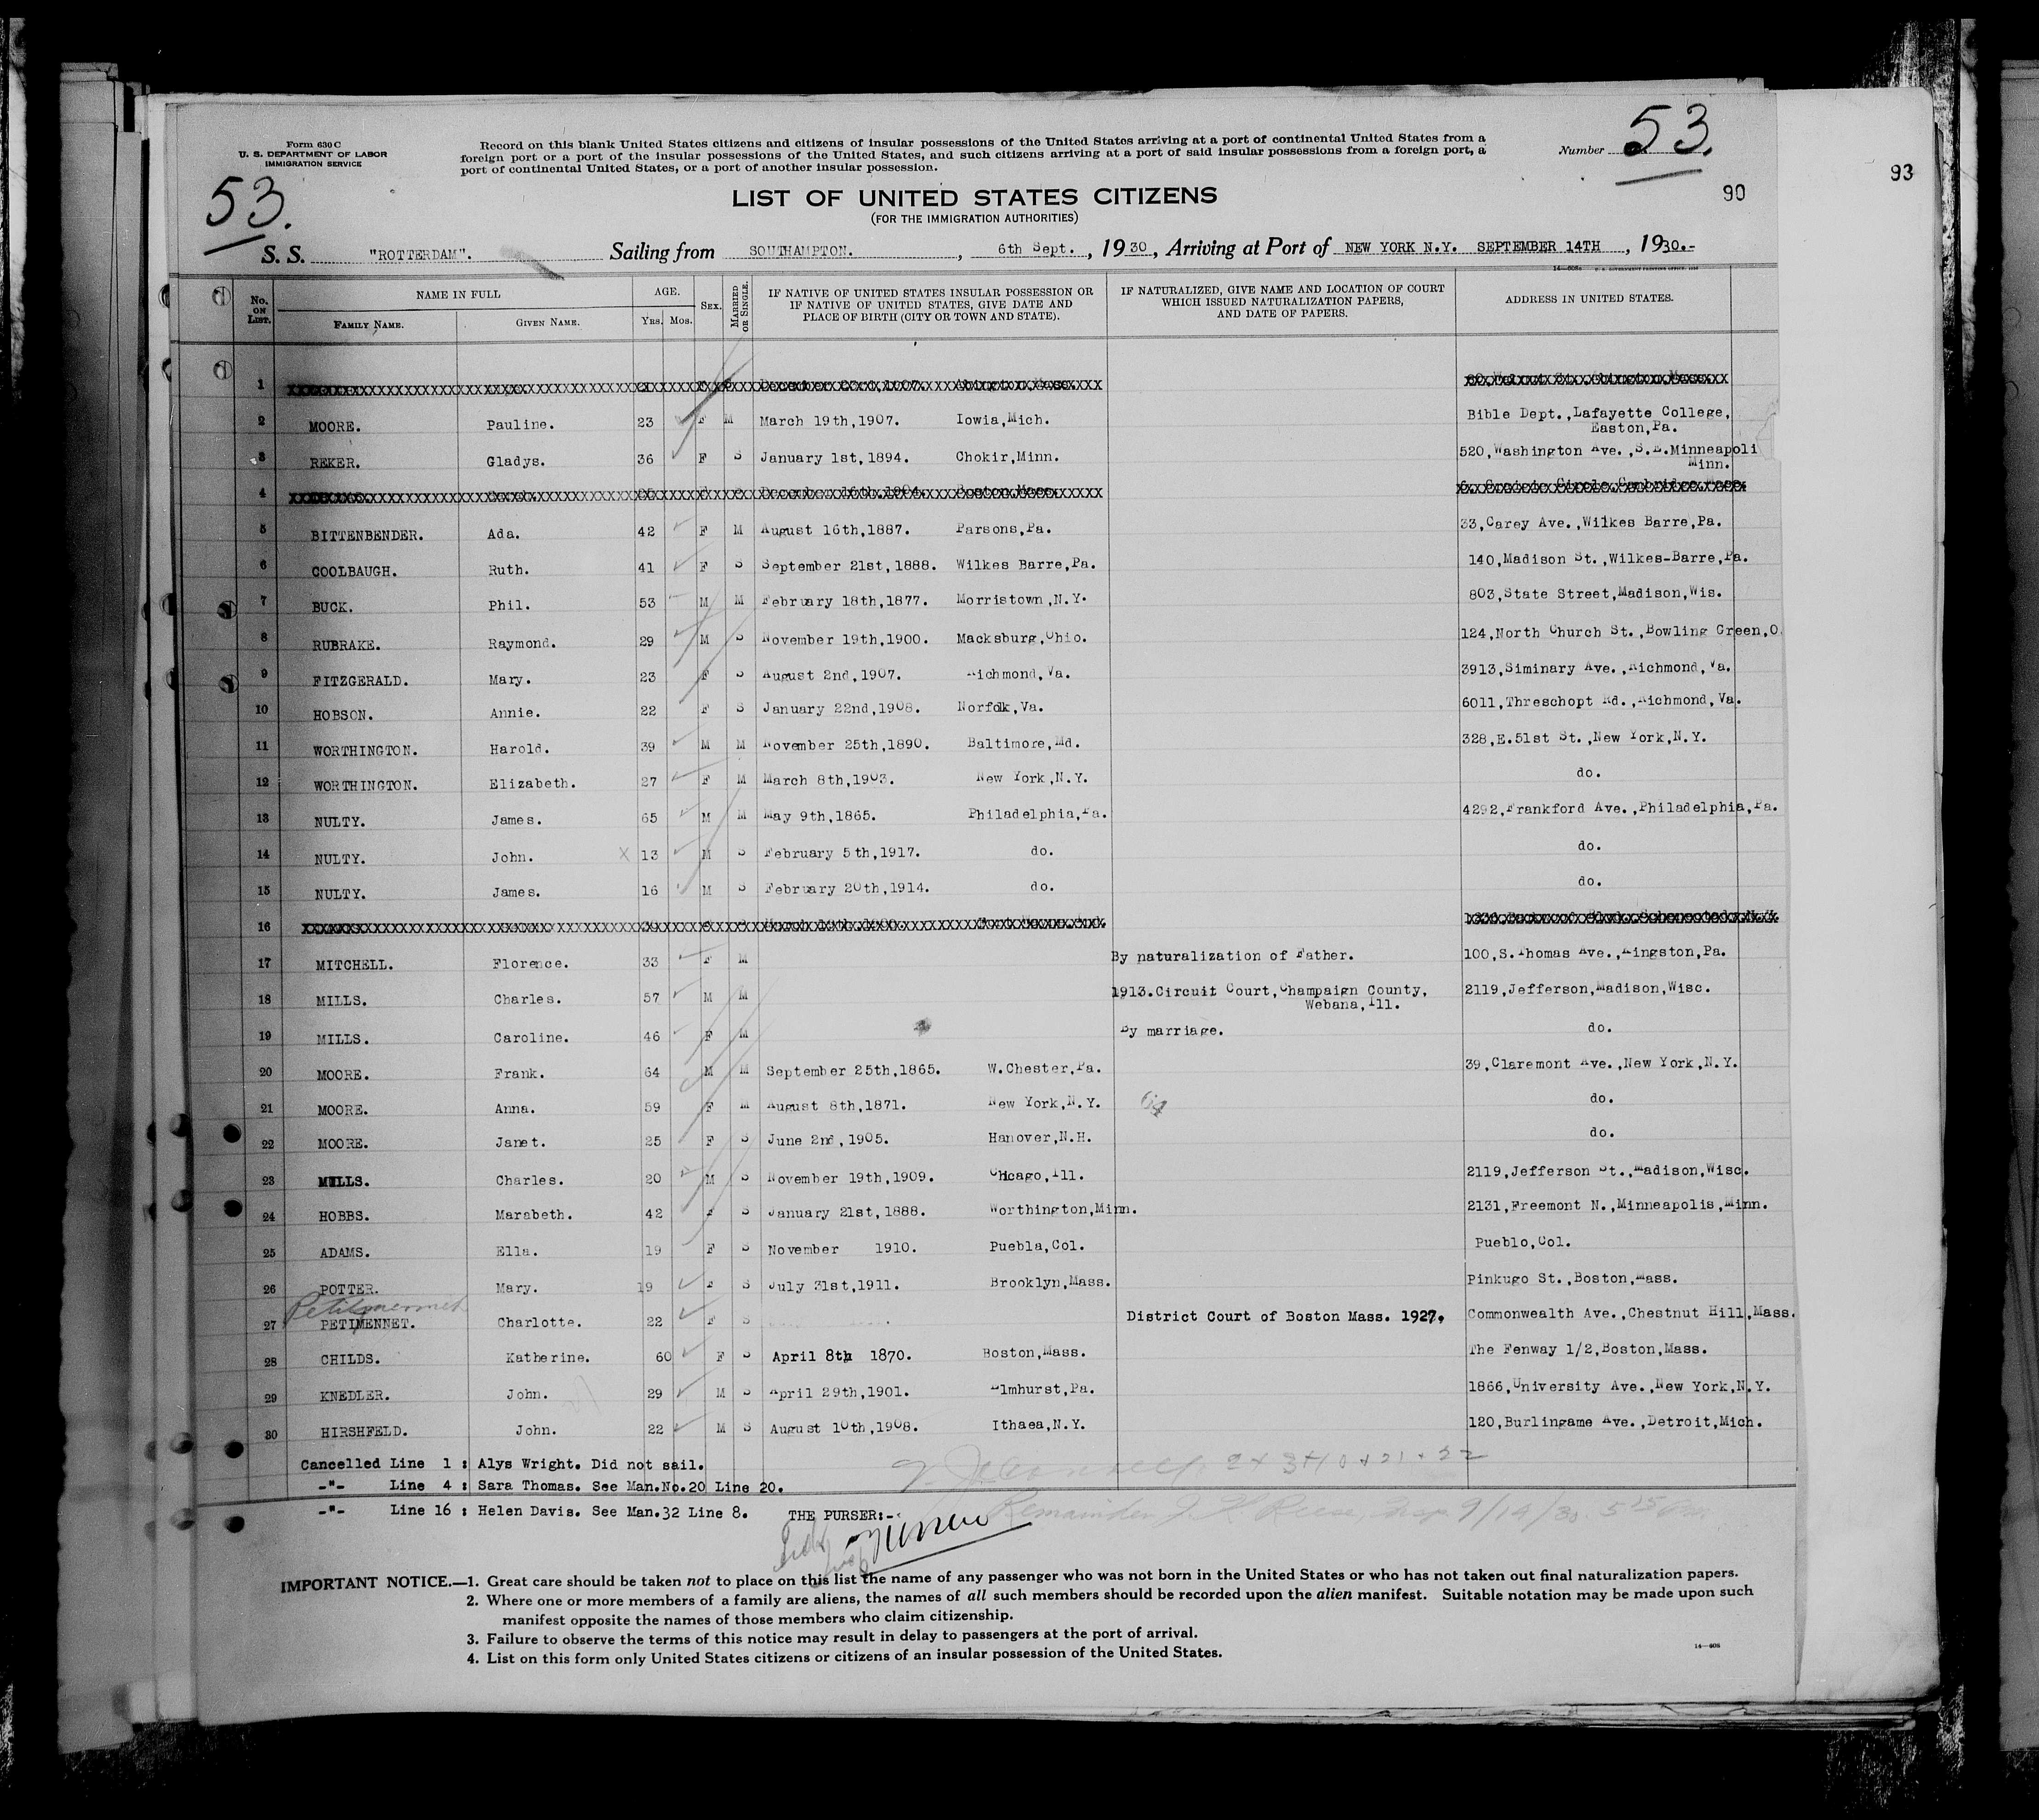 Form 630 C
U. S. DEPARTMENT OF LABOR
IMMIGRATION SERVICE
Record on this blank United States citizens and citizens of insular possessions of the United States arriving at a port of continental United States from a
foreign port or a port of the insular possessions of the United States, and such citizens arriving at a port of said insular possessions from a foreign port, a
port of continental United States, or a port of another insular possession.
Number 53.
93
53.
90
LIST OF UNITED STATES CITIZENS
(FOR THE IMMIGRATION AUTHORITIES)
S. S. "ROTTERDAM". Sailing from SOUTHAMPTON. , 6th Sept. , 1930 , Arriving at Port of NEW YORK N.Y. SEPTEMBER 14TH , 1930.-
No. ON LIST. NAME IN FULL FAMILY NAME. GIVEN NAME. AGE. YRS. MOS. SEX. MARRIED OR SINGLE. IF NATIVE OF UNITED STATES INSULAR POSSESSION OR IF NATIVE OF UNITED STATES, GIVE DATE AND PLACE OF BIRTH (CITY OR TOWN AND STATE). IF NATURALIZED, GIVE NAME AND LOCATION OF COURT WHICH ISSUED NATURALIZATION PAPERS, AND DATE OF PAPERS. ADDRESS IN UNITED STATES.
1
2 MOORE. Pauline. 23 F M March 19th,1907. Iowia,Mich. Bible Dept.,Lafayette College,
Easton,Pa.
3 REKER. Gladys. 36 F S January 1st,1894. Chokir,Minn. 520,Washington Ave.,S.E.Minneapoli
Minn.
4
5 BITTENBENDER. Ada. 42 F M August 16th,1887. Parsons,Pa. 33,Carey Ave.,Wilkes Barre,Pa.
6 COOLBAUGH. Ruth. 41 F S September 21st,1888. Wilkes Barre,Pa. 140,Madison St.,Wilkes-Barre,Pa.
7 BUCK. Phil. 53 M M February 18th,1877. Morristown,N.Y. 803,State Street,Madison,Wis.
8 RUBRAKE. Raymond. 29 M S November 19th,1900. Macksburg,Ohio. 124,North Church St.,Bowling Green,O.
9 FITZGERALD. Mary. 23 F S August 2nd,1907. Richmond,Va. 3913,Siminary Ave.,Richmond,Va.
10 HOBSON. Annie. 22 F S January 22nd,1908. Norfolk,Va. 6011,Threschopt Rd.,Richmond,Va.
11 WORTHINGTON. Harold. 39 M M November 25th,1890. Baltimore,Md. 328,E.51st St.,New York,N.Y.
12 WORTHINGTON. Elizabeth. 27 F M March 8th,1903. New York,N.Y. do.
13 NULTY. James. 65 M M May 9th,1865. Philadelphia,Pa. 4292,Frankford Ave.,Philadelphia,Pa.
14 NULTY. John. X 13 M S February 5th,1917. do. do.
15 NULTY. James. 16 M S February 20th,1914. do. do.
16
17 MITCHELL. Florence. 33 F M By naturalization of Father. 100,S.Thomas Ave.,Kingston,Pa.
18 MILLS. Charles. 57 M M 1913.Circuit Court,Champaign County, 2119,Jefferson,Madison,Wisc.
Webana,Ill.
19 MILLS. Caroline. 46 F M By marriage. do.
20 MOORE. Frank. 64 M M September 25th,1865. W.Chester,Pa. 39,Claremont Ave.,New York,N.Y.
21 MOORE. Anna. 59 F M August 8th,1871. New York,N.Y. do.
22 MOORE. Janet. 25 F S June 2nd,1905. Hanover,N.H. do.
23 MILLS. Charles. 20 M S November 19th,1909. Chicago,Ill. 2119,Jefferson St.,Madison,Wisc.
24 HOBBS. Marabeth. 42 F S January 21st,1888. Worthington,Minn. 2131,Freemont N.,Minneapolis,Minn.
25 ADAMS. Ella. 19 F S November 1910. Puebla,Col. Pueblo,Col.
26 POTTER. Mary. 19 F S July 31st,1911. Brooklyn,Mass. Pinkugo St.,Boston,Mass.
27 PETIMENNET. Charlotte. 22 F S District Court of Boston Mass. 1927. Commonwealth Ave.,Chestnut Hill,Mass.
28 CHILDS. Katherine. 60 F S April 8th 1870. Boston,Mass. The Fenway 1/2,Boston,Mass.
29 KNEDLER. John. 29 M S April 29th,1901. Elmhurst,Pa. 1866,University Ave.,New York,N.Y.
30 HIRSHFELD. John. 22 M S August 10th,1908. Ithaea,N.Y. 120,Burlingame Ave.,Detroit,Mich.
Cancelled Line 1 : Alys Wright. Did not sail.
2 + 3 + 10 + 21 + 22
-"- Line 4 : Sara Thomas. See Man.No.20 Line 20.
-"- Line 16 : Helen Davis. See Man.32 Line 8. THE PURSER:-
Remainder 9/14/30
IMPORTANT NOTICE.—1. Great care should be taken not to place on this list the name of any passenger who was not born in the United States or who has not taken out final naturalization papers.
2. Where one or more members of a family are aliens, the names of all such members should be recorded upon the alien manifest. Suitable notation may be made upon such
manifest opposite the names of those members who claim citizenship.
3. Failure to observe the terms of this notice may result in delay to passengers at the port of arrival.
4. List on this form only United States citizens or citizens of an insular possession of the United States.
14—608